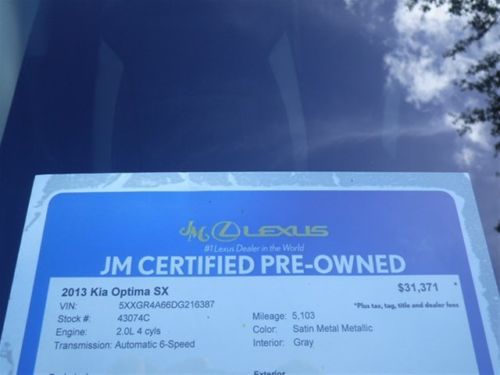 JM LEXUS
#1 Lexus Dealer in the World
JM CERTIFIED PRE-OWNED
2013 Kia Optima SX $31,371
VIN: 5XXGR4A66DG216387 *Plus tax, tag, title and dealer fees
Stock #: 43074C Mileage: 5,103
Engine: 2.0L 4 cyls Color: Satin Metal Metallic
Transmission: Automatic 6-Speed Interior: Gray
Exterior